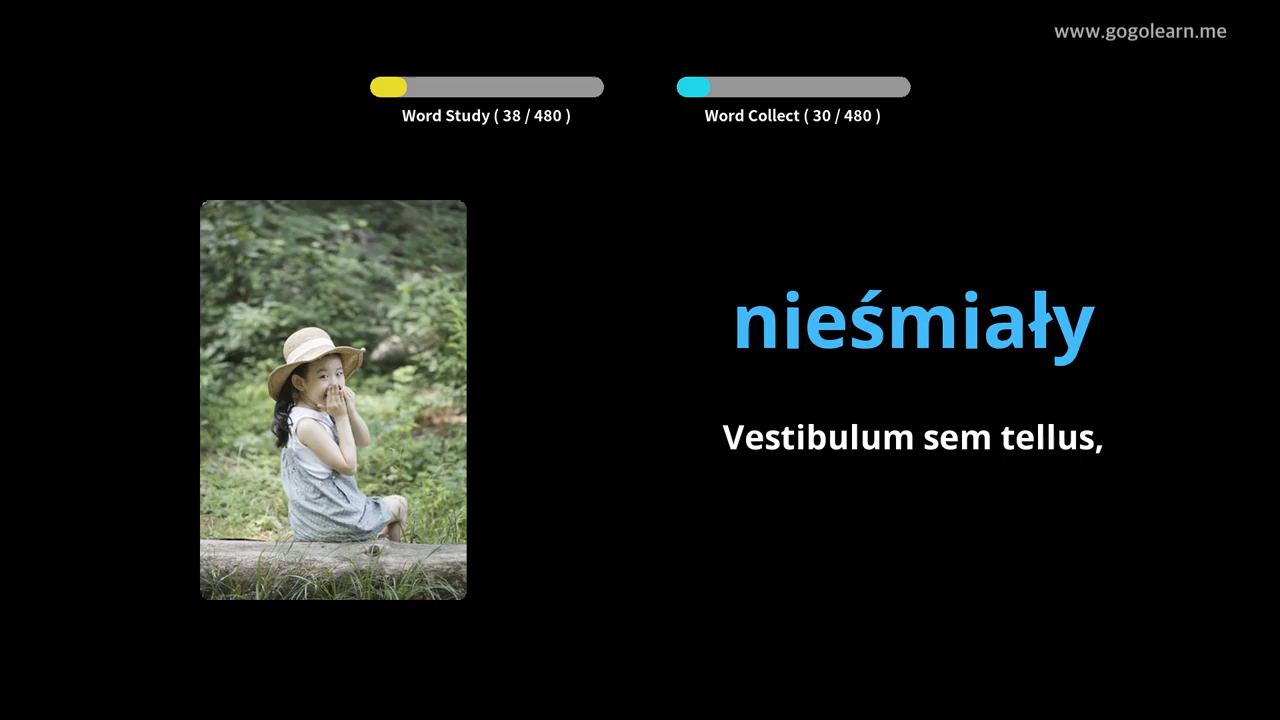 www.gogolearn.me
Word Study ( 38 / 480 )
Word Collect ( 30 / 480 )
nieśmiały
Vestibulum sem tellus,